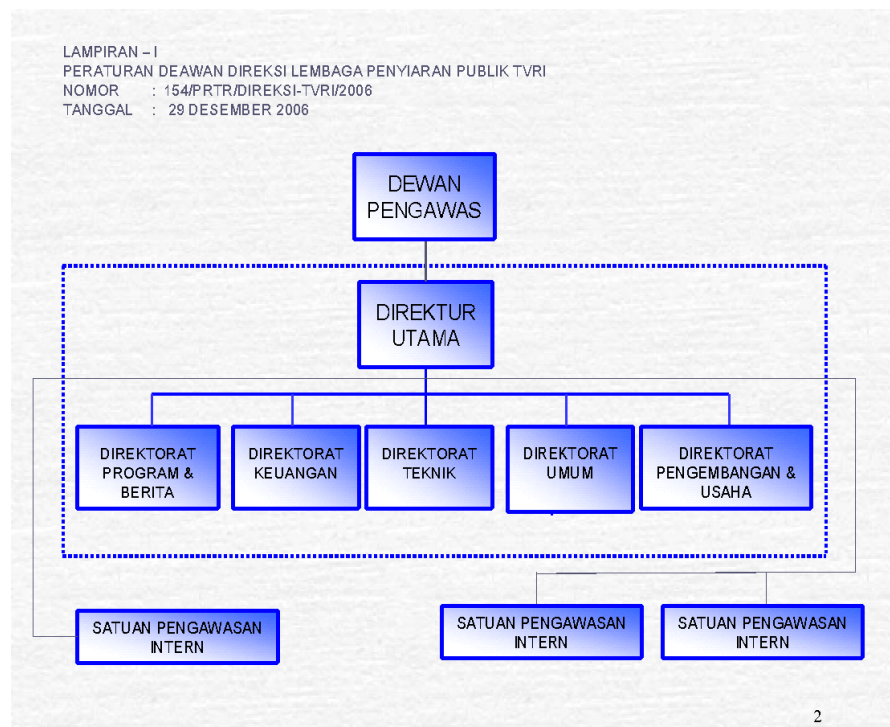 LAMPIRAN – I
PERATURAN DEAWAN DIREKSI LEMBAGA PENYIARAN PUBLIK TVRI
NOMOR : 154/PRTR/DIREKSI-TVRI/2006
TANGGAL : 29 DESEMBER 2006
DEWAN
PENGAWAS
DIREKTUR
UTAMA
DIREKTORAT
PROGRAM &
BERITA
DIREKTORAT
KEUANGAN
DIREKTORAT
TEKNIK
DIREKTORAT
UMUM
DIREKTORAT
PENGEMBANGAN &
USAHA
SATUAN PENGAWASAN
INTERN
SATUAN PENGAWASAN
INTERN
SATUAN PENGAWASAN
INTERN
2